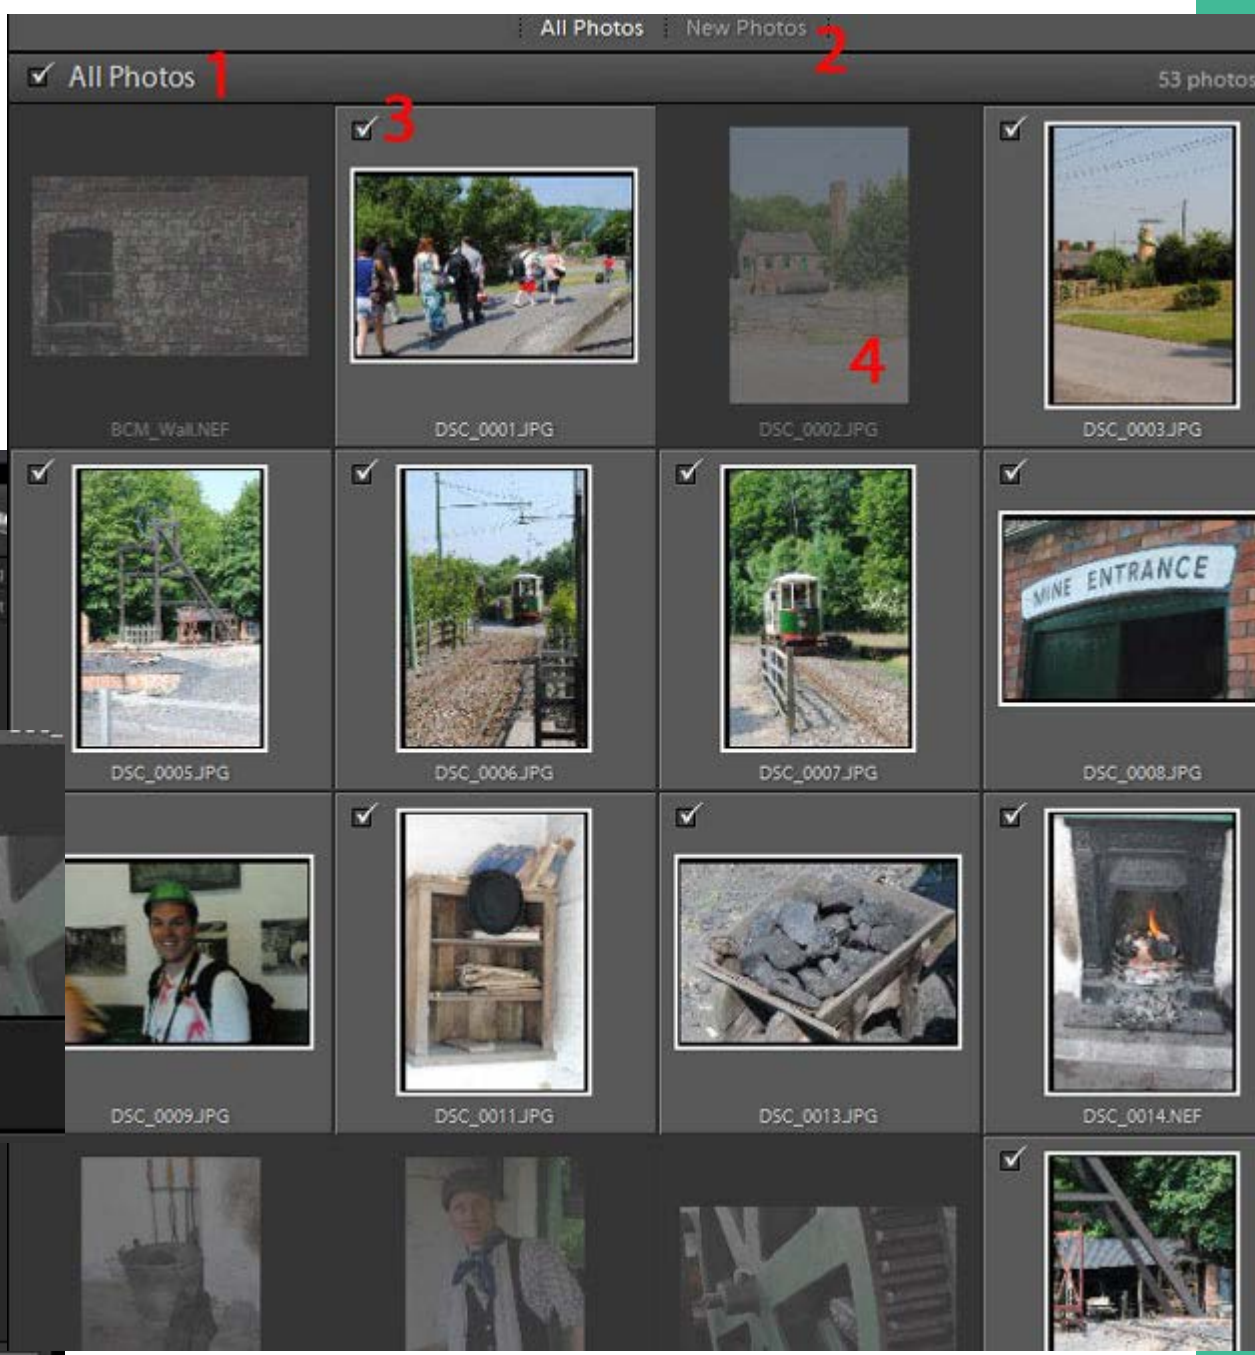 All Photos New Photos 2
All Photos 1 53 photos
3
4
BCM_Wall.NEF DSC_0001.JPG DSC_0002.JPG DSC_0003.JPG
MINE ENTRANCE
DSC_0005.JPG DSC_0006.JPG DSC_0007.JPG DSC_0008.JPG
DSC_0009.JPG DSC_0011.JPG DSC_0013.JPG DSC_0014.NEF